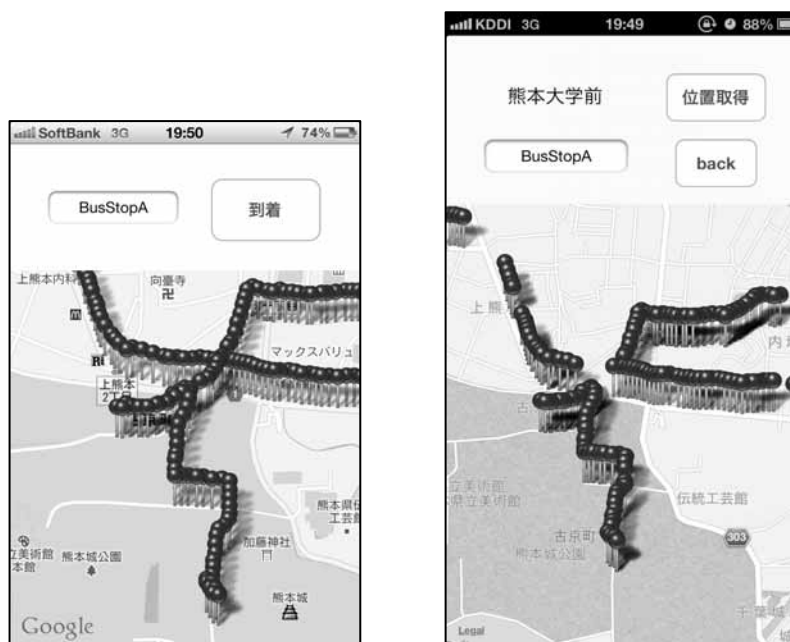 SoftBank 3G 19:50 74%
BusStopA
到着
上熊本内科
向臺寺
マックスバリュ
上熊本
2丁目
熊本県伝
工芸館
立美術館
本館
熊本城公園
加藤神社
熊本城
Google
KDDI 3G 19:49 88%
熊本大学前
位置取得
BusStopA
back
上熊
内坪
古
立美術館
県立美術館
伝統工芸館
古京町
熊本城公園
303
千葉城
城
Legal